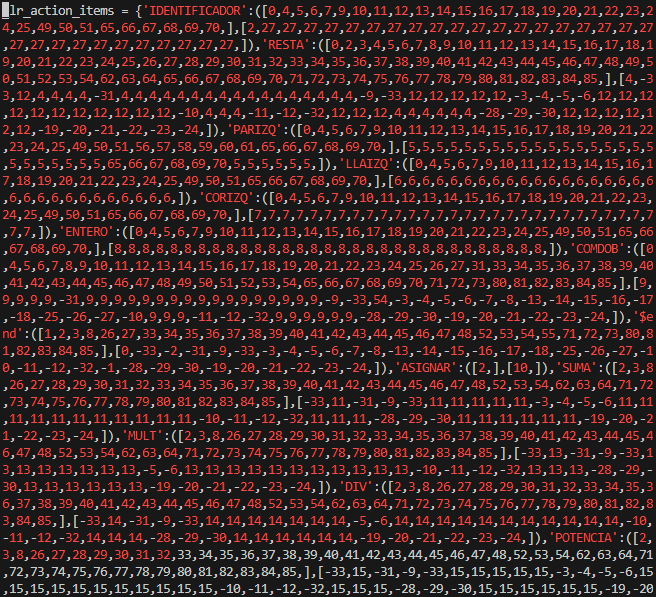 _lr_action_items = {'IDENTIFICADOR':([0,4,5,6,7,9,10,11,12,13,14,15,16,17,18,19,20,21,22,23,2
4,25,49,50,51,65,66,67,68,69,70,],[2,27,27,27,27,27,27,27,27,27,27,27,27,27,27,27,27,27,
27,27,27,27,27,27,27,27,27,27,27,27,27,]),'RESTA':([0,2,3,4,5,6,7,8,9,10,11,12,13,14,15,16,17,18,1
9,20,21,22,23,24,25,26,27,28,29,30,31,32,33,34,35,36,37,38,39,40,41,42,43,44,45,46,47,48,49,5
0,51,52,53,54,62,63,64,65,66,67,68,69,70,71,72,73,74,75,76,77,78,79,80,81,82,83,84,85,],[4,-3
3,12,4,4,4,4,-31,4,4,4,4,4,4,4,4,4,4,4,4,4,4,4,4,4,-9,-33,12,12,12,12,12,-3,-4,-5,-6,12,12,12
,12,12,12,12,12,12,12,12,-10,4,4,4,-11,-12,-32,12,12,12,4,4,4,4,4,4,-28,-29,-30,12,12,12,12,1
2,12,-19,-20,-21,-22,-23,-24,]),'PARIZQ':([0,4,5,6,7,9,10,11,12,13,14,15,16,17,18,19,20,21,22
,23,24,25,49,50,51,56,57,58,59,60,61,65,66,67,68,69,70,],[5,5,5,5,5,5,5,5,5,5,5,5,5,5,5,5,5,5,
5,5,5,5,5,5,5,65,66,67,68,69,70,5,5,5,5,5,5,]),'LLAIZQ':([0,4,5,6,7,9,10,11,12,13,14,15,16,1
7,18,19,20,21,22,23,24,25,49,50,51,65,66,67,68,69,70,],[6,6,6,6,6,6,6,6,6,6,6,6,6,6,6,6,6,6,
6,6,6,6,6,6,6,6,6,6,6,6,6,]),'CORIZQ':([0,4,5,6,7,9,10,11,12,13,14,15,16,17,18,19,20,21,22,23,
24,25,49,50,51,65,66,67,68,69,70,],[7,7,7,7,7,7,7,7,7,7,7,7,7,7,7,7,7,7,7,7,7,7,7,7,7,7,7,7,7
,7,7,]),'ENTERO':([0,4,5,6,7,9,10,11,12,13,14,15,16,17,18,19,20,21,22,23,24,25,49,50,51,65,66
,67,68,69,70,],[8,8,8,8,8,8,8,8,8,8,8,8,8,8,8,8,8,8,8,8,8,8,8,8,8,8,8,8,8,8,8,]),'COMDOB':([0
,4,5,6,7,8,9,10,11,12,13,14,15,16,17,18,19,20,21,22,23,24,25,26,27,31,33,34,35,36,37,38,39,40
,41,42,43,44,45,46,47,48,49,50,51,52,53,54,65,66,67,68,69,70,71,72,73,80,81,82,83,84,85,],[9,
9,9,9,9,-31,9,9,9,9,9,9,9,9,9,9,9,9,9,9,9,9,9,-9,-33,54,-3,-4,-5,-6,-7,-8,-13,-14,-15,-16,-17
,-18,-25,-26,-27,-10,9,9,9,-11,-12,-32,9,9,9,9,9,9,-28,-29,-30,-19,-20,-21,-22,-23,-24,]),'$e
nd':([1,2,3,8,26,27,33,34,35,36,37,38,39,40,41,42,43,44,45,46,47,48,52,53,54,55,71,72,73,80,8
1,82,83,84,85,],[0,-33,-2,-31,-9,-33,-3,-4,-5,-6,-7,-8,-13,-14,-15,-16,-17,-18,-25,-26,-27,-1
0,-11,-12,-32,-1,-28,-29,-30,-19,-20,-21,-22,-23,-24,]),'ASIGNAR':([2,],[10,]),'SUMA':([2,3,8
,26,27,28,29,30,31,32,33,34,35,36,37,38,39,40,41,42,43,44,45,46,47,48,52,53,54,62,63,64,71,72
,73,74,75,76,77,78,79,80,81,82,83,84,85,],[-33,11,-31,-9,-33,11,11,11,11,11,-3,-4,-5,-6,11,11
,11,11,11,11,11,11,11,11,11,-10,-11,-12,-32,11,11,11,-28,-29,-30,11,11,11,11,11,11,-19,-20,-2
1,-22,-23,-24,]),'MULT':([2,3,8,26,27,28,29,30,31,32,33,34,35,36,37,38,39,40,41,42,43,44,45,4
6,47,48,52,53,54,62,63,64,71,72,73,74,75,76,77,78,79,80,81,82,83,84,85,],[-33,13,-31,-9,-33,1
3,13,13,13,13,13,13,-5,-6,13,13,13,13,13,13,13,13,13,13,13,-10,-11,-12,-32,13,13,13,-28,-29,-
30,13,13,13,13,13,13,-19,-20,-21,-22,-23,-24,]),'DIV':([2,3,8,26,27,28,29,30,31,32,33,34,35,3
6,37,38,39,40,41,42,43,44,45,46,47,48,52,53,54,62,63,64,71,72,73,74,75,76,77,78,79,80,81,82,8
3,84,85,],[-33,14,-31,-9,-33,14,14,14,14,14,14,14,-5,-6,14,14,14,14,14,14,14,14,14,14,14,-10,
-11,-12,-32,14,14,14,-28,-29,-30,14,14,14,14,14,14,-19,-20,-21,-22,-23,-24,]),'POTENCIA':([2,
3,8,26,27,28,29,30,31,32,33,34,35,36,37,38,39,40,41,42,43,44,45,46,47,48,52,53,54,62,63,64,71
,72,73,74,75,76,77,78,79,80,81,82,83,84,85,],[-33,15,-31,-9,-33,15,15,15,15,15,-3,-4,-5,-6,15
,15,15,15,15,15,15,15,15,15,15,-10,-11,-12,-32,15,15,15,-28,-29,-30,15,15,15,15,15,15,-19,-20